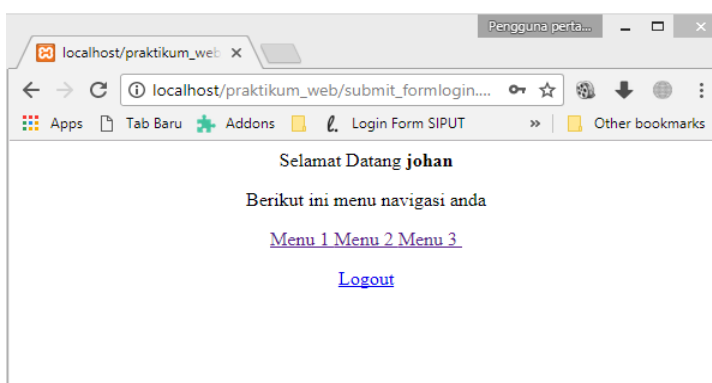 Pengguna perta...
localhost/praktikum_web
localhost/praktikum_web/submit_formlogin....
Apps Tab Baru Addons Login Form SIPUT » Other bookmarks
Selamat Datang johan
Berikut ini menu navigasi anda
Menu 1 Menu 2 Menu 3
Logout